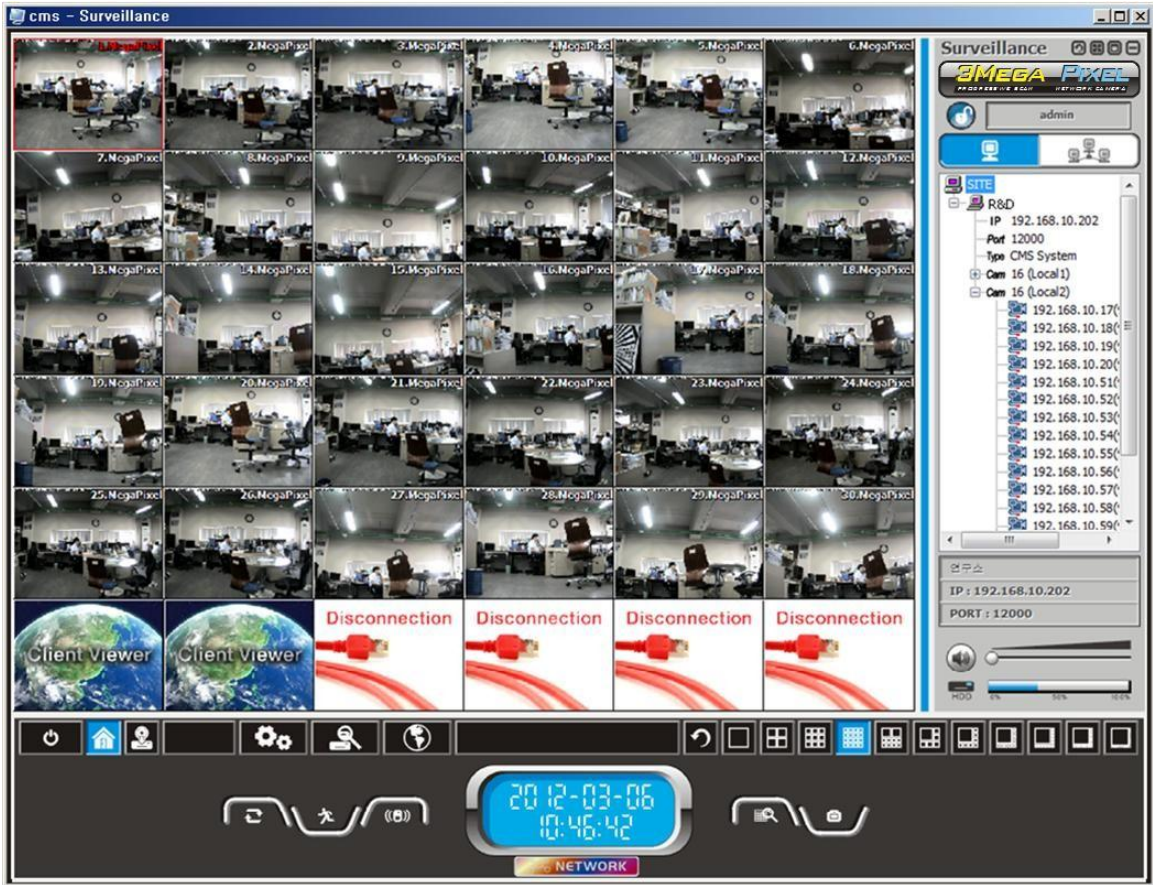 cms - Surveillance
1.MegaPixel
2.MegaPixel
3.MegaPixel
4.MegaPixel
5.MegaPixel
6.MegaPixel
7.MegaPixel
8.MegaPixel
9.MegaPixel
10.MegaPixel
11.MegaPixel
12.MegaPixel
13.MegaPixel
14.MegaPixel
15.MegaPixel
16.MegaPixel
17.MegaPixel
18.MegaPixel
19.MegaPixel
20.MegaPixel
21.MegaPixel
22.MegaPixel
23.MegaPixel
24.MegaPixel
25.MegaPixel
26.MegaPixel
27.MegaPixel
28.MegaPixel
29.MegaPixel
30.MegaPixel
Client Viewer
Client Viewer
Disconnection
Disconnection
Disconnection
Disconnection
Surveillance
3MEGA PIXEL
PROGRESSIVE SCAN NETWORK CAMERA
admin
SITE
R&D
IP 192.168.10.202
Port 12000
Type CMS System
Cam 16 (Local1)
Cam 16 (Local2)
192.168.10.17(
192.168.10.18(
192.168.10.19(
192.168.10.20(
192.168.10.51(
192.168.10.52(
192.168.10.53(
192.168.10.54(
192.168.10.55(
192.168.10.56(
192.168.10.57(
192.168.10.58(
192.168.10.59(
연구소
IP : 192.168.10.202
PORT : 12000
HDD 0% 50% 100%
2012-03-06
10:46:42
NETWORK